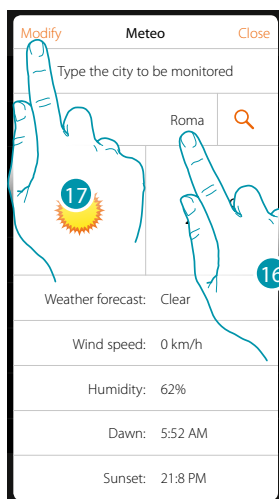 Modify Meteo Close
Type the city to be monitored
Roma
17
16
Weather forecast: Clear
Wind speed: 0 km/h
Humidity: 62%
Dawn: 5:52 AM
Sunset: 21:8 PM